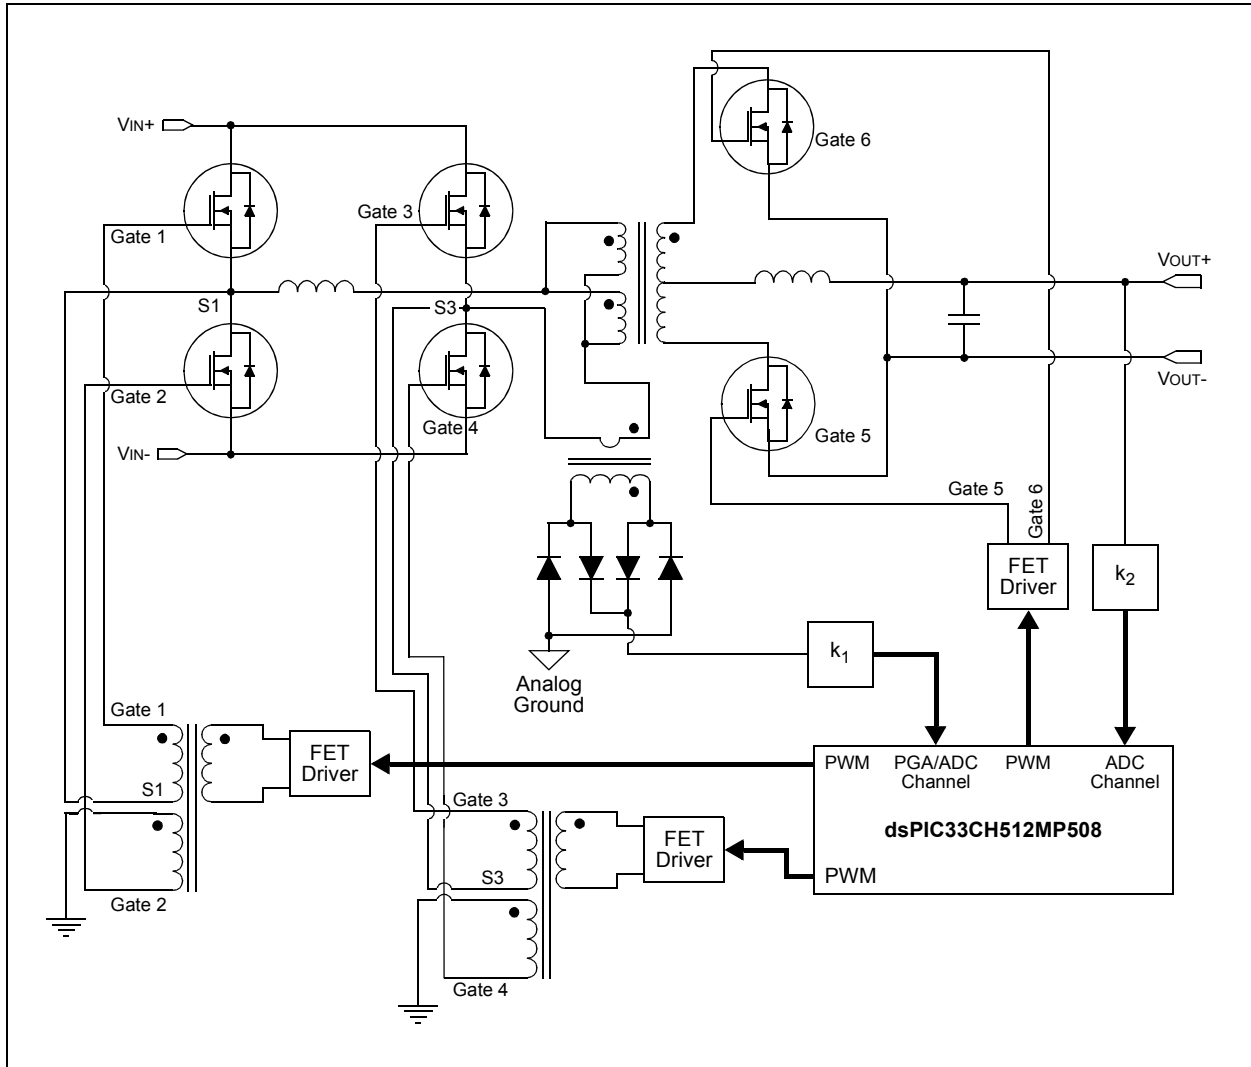 Gate 6
VIN+
Gate 3
Gate 1
VOUT+
S1
S3
VOUT-
Gate 2
Gate 4
Gate 5
VIN-
Gate 5
Gate 6
FET
Driver
k2
k1
Analog
Ground
Gate 1
FET
Driver
S1
PWM
PGA/ADC
Channel
PWM
ADC
Channel
Gate 3
dsPIC33CH512MP508
FET
Driver
S3
PWM
Gate 2
Gate 4